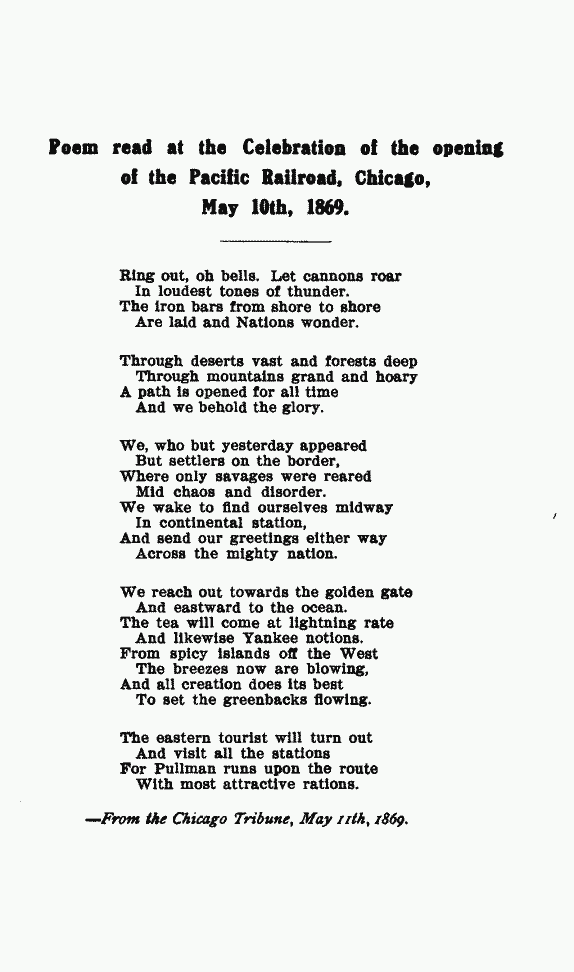 Poem read at the Celebration of the opening
of the Pacific Railroad, Chicago,
May 10th, 1869.
Ring out, oh bells. Let cannons roar
In loudest tones of thunder.
The iron bars from shore to shore
Are laid and Nations wonder.
Through deserts vast and forests deep
Through mountains grand and hoary
A path is opened for all time
And we behold the glory.
We, who but yesterday appeared
But settlers on the border,
Where only savages were reared
Mid chaos and disorder.
We wake to find ourselves midway
In continental station,
And send our greetings either way
Across the mighty nation.
We reach out towards the golden gate
And eastward to the ocean.
The tea will come at lightning rate
And likewise Yankee notions.
From spicy islands off the West
The breezes now are blowing,
And all creation does its best
To set the greenbacks flowing.
The eastern tourist will turn out
And visit all the stations
For Pullman runs upon the route
With most attractive rations.
—From the Chicago Tribune, May 11th, 1869.